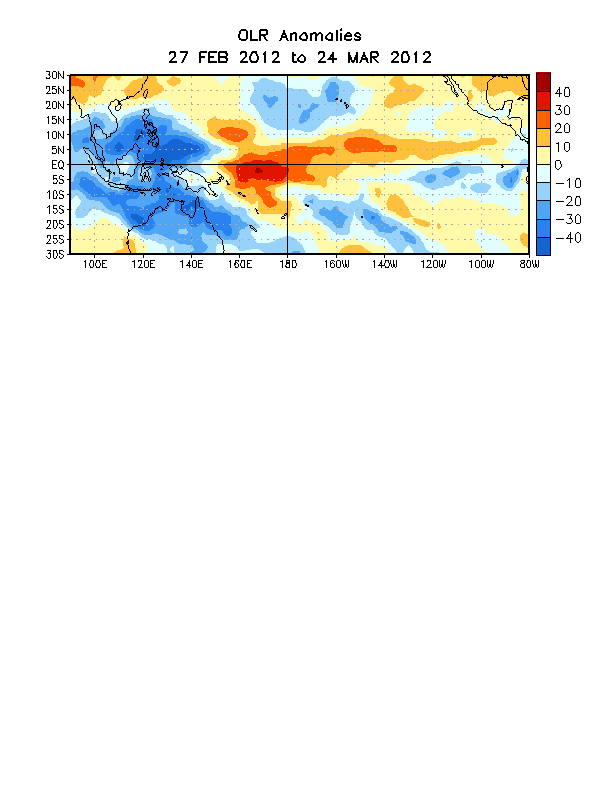 OLR Anomalies
27 FEB 2012 to 24 MAR 2012
30N
25N
20N
15N
10N
5N
EQ
5S
10S
15S
20S
25S
30S
100E 120E 140E 160E 180 160W 140W 120W 100W 80W
40
30
20
10
0
−10
−20
−30
−40